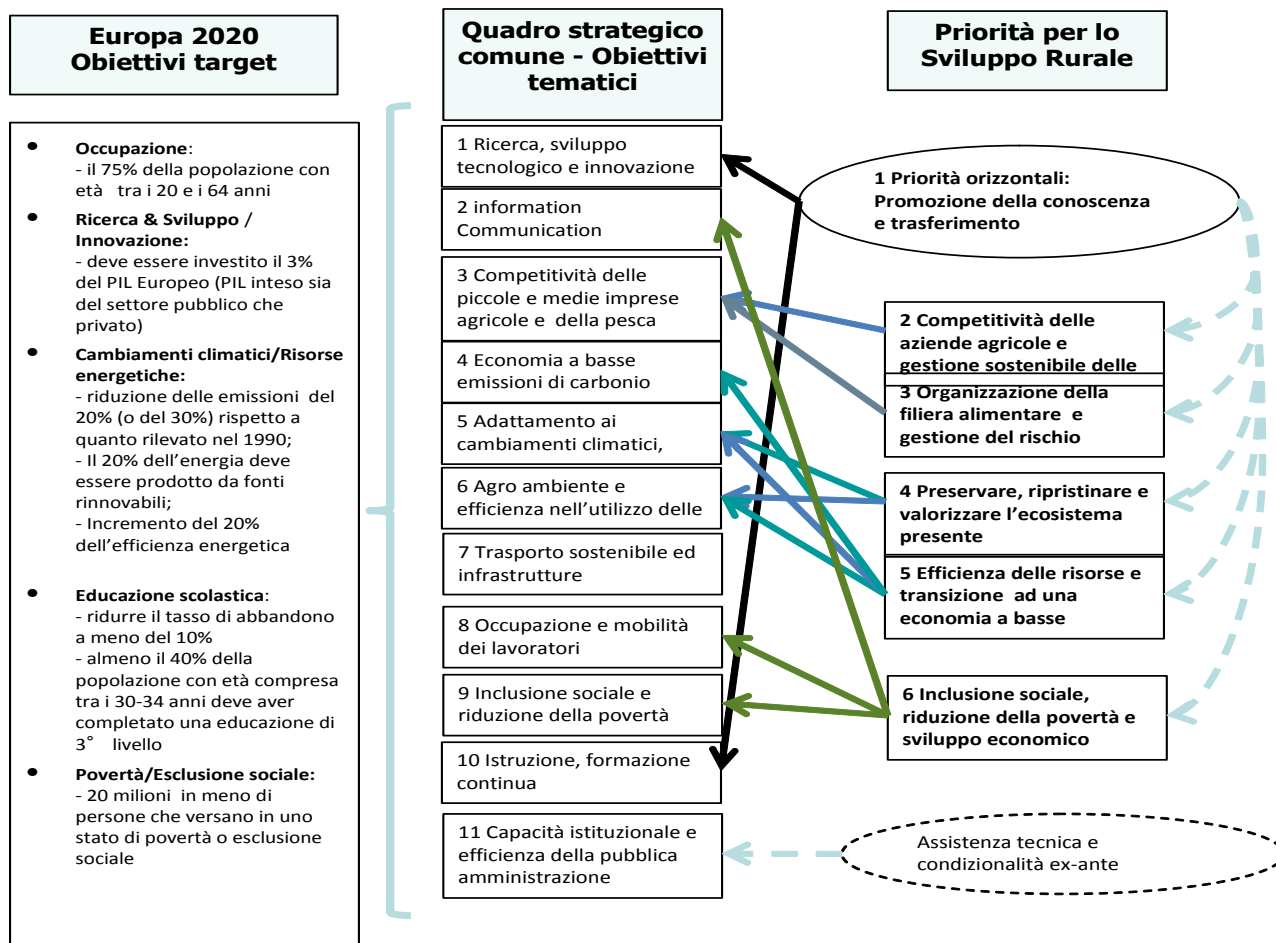 Europa 2020
Obiettivi target
• Occupazione:
- il 75% della popolazione con
età tra i 20 e i 64 anni
• Ricerca & Sviluppo /
Innovazione:
- deve essere investito il 3%
del PIL Europeo (PIL inteso sia
del settore pubblico che
privato)
• Cambiamenti climatici/Risorse
energetiche:
- riduzione delle emissioni del
20% (o del 30%) rispetto a
quanto rilevato nel 1990;
- Il 20% dell’energia deve
essere prodotto da fonti
rinnovabili;
- Incremento del 20%
dell’efficienza energetica
• Educazione scolastica:
- ridurre il tasso di abbandono
a meno del 10%
- almeno il 40% della
popolazione con età compresa
tra i 30-34 anni deve aver
completato una educazione di
3° livello
• Povertà/Esclusione sociale:
- 20 milioni in meno di
persone che versano in uno
stato di povertà o esclusione
sociale
Quadro strategico
comune - Obiettivi
tematici
1 Ricerca, sviluppo
tecnologico e innovazione
2 information
Communication
3 Competitività delle
piccole e medie imprese
agricole e della pesca
4 Economia a basse
emissioni di carbonio
5 Adattamento ai
cambiamenti climatici,
6 Agro ambiente e
efficienza nell’utilizzo delle
7 Trasporto sostenibile ed
infrastrutture
8 Occupazione e mobilità
dei lavoratori
9 Inclusione sociale e
riduzione della povertà
10 Istruzione, formazione
continua
11 Capacità istituzionale e
efficienza della pubblica
amministrazione
Priorità per lo
Sviluppo Rurale
1 Priorità orizzontali:
Promozione della conoscenza
e trasferimento
2 Competitività delle
aziende agricole e
gestione sostenibile delle
3 Organizzazione della
filiera alimentare e
gestione del rischio
4 Preservare, ripristinare e
valorizzare l’ecosistema
presente
5 Efficienza delle risorse e
transizione ad una
economia a basse
6 Inclusione sociale,
riduzione della povertà e
sviluppo economico
Assistenza tecnica e
condizionalità ex-ante